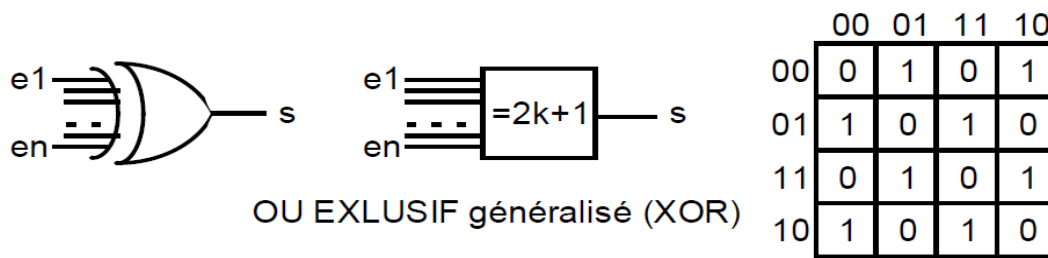 e1
en
s
e1
en
=2k+1
s
OU EXLUSIF généralisé (XOR)
00 01 11 10
00 0 1 0 1
01 1 0 1 0
11 0 1 0 1
10 1 0 1 0